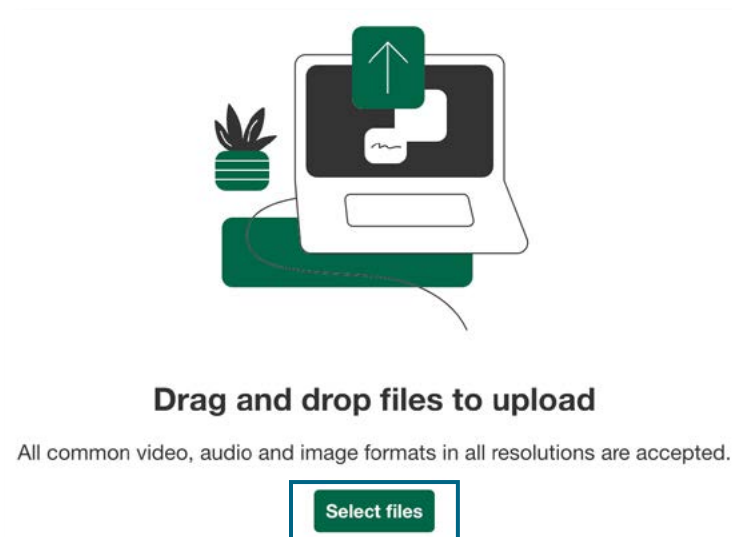 Drag and drop files to upload
All common video, audio and image formats in all resolutions are accepted.
Select files